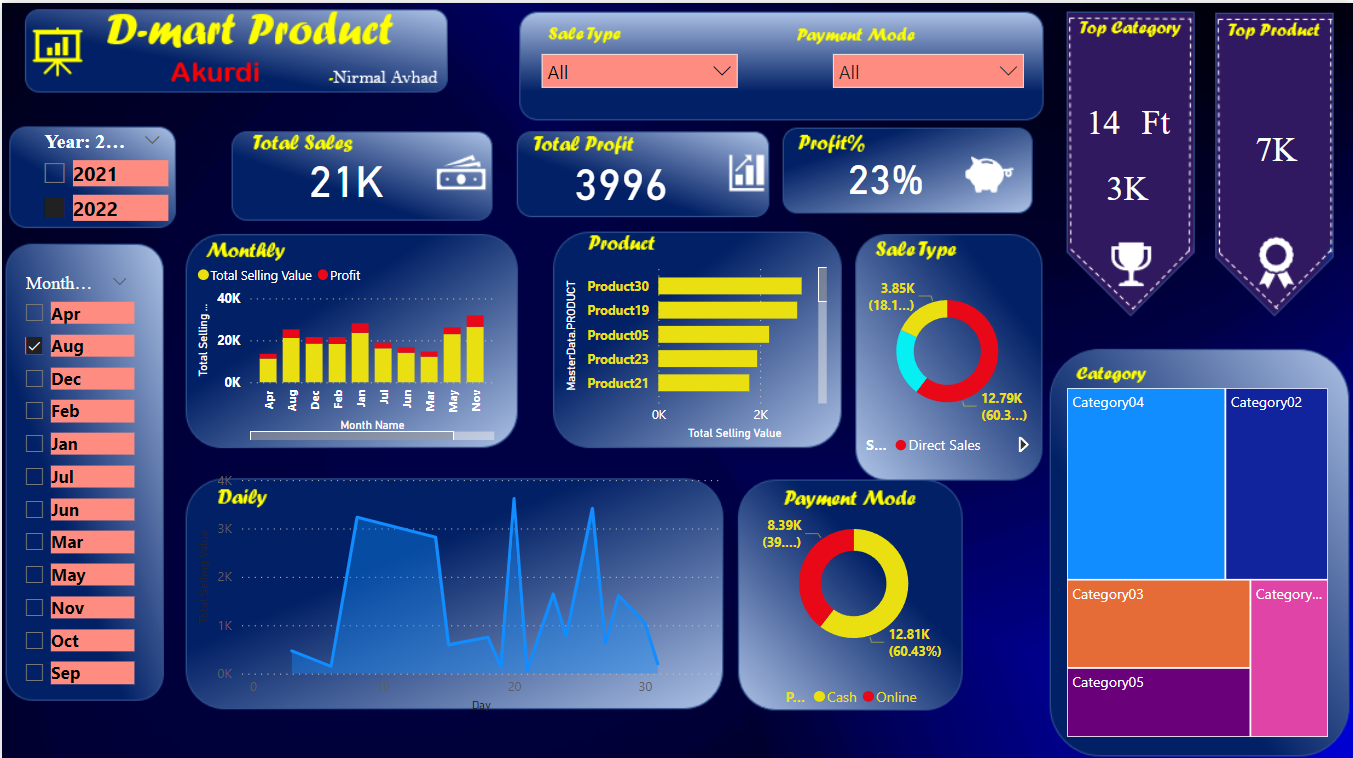 D-mart Product
Akurdi
-Nirmal Avhad
SaleType
All
Payment Mode
All
Top Category
14 Ft
3K
Top Product
7K
Year: 2...
2021
2022
Total Sales
21K
Total Profit
3996
Profit%
23%
Month...
Apr
Aug
Dec
Feb
Jan
Jul
Jun
Mar
May
Nov
Oct
Sep
Monthly
Total Selling Value
Profit
Total Selling ...
40K
20K
0K
Apr
Aug
Dec
Feb
Jan
Jul
Jun
Mar
May
Nov
Month Name
Product
MasterData.PRODUCT
Product30
Product19
Product05
Product23
Product21
0K
2K
Total Selling Value
SaleType
3.85K
(18.1...)
12.79K
(60.3...)
S...
Direct Sales
Daily
Total Selling Value
4K
3K
2K
1K
0K
0
10
20
30
Day
Payment Mode
8.39K
(39....)
12.81K
(60.43%)
P...
Cash
Online
Category
Category04
Category02
Category03
Category...
Category05